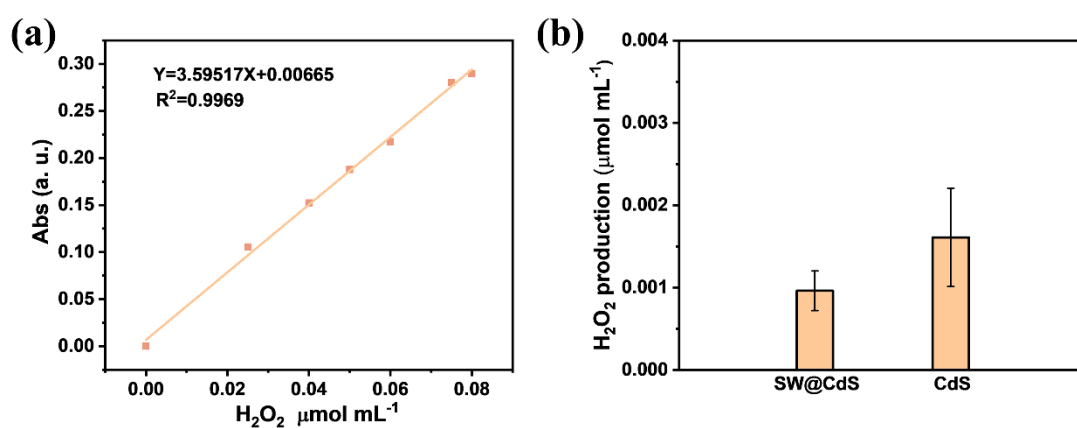 (a)
Y=3.59517X+0.00665
R²=0.9969
Abs (a. u.)
0.30
0.25
0.20
0.15
0.10
0.05
0.00
0.00 0.02 0.04 0.06 0.08
H₂O₂ μmol mL⁻¹
(b)
H₂O₂ production (μmol mL⁻¹)
0.004
0.003
0.002
0.001
0.000
SW@CdS CdS